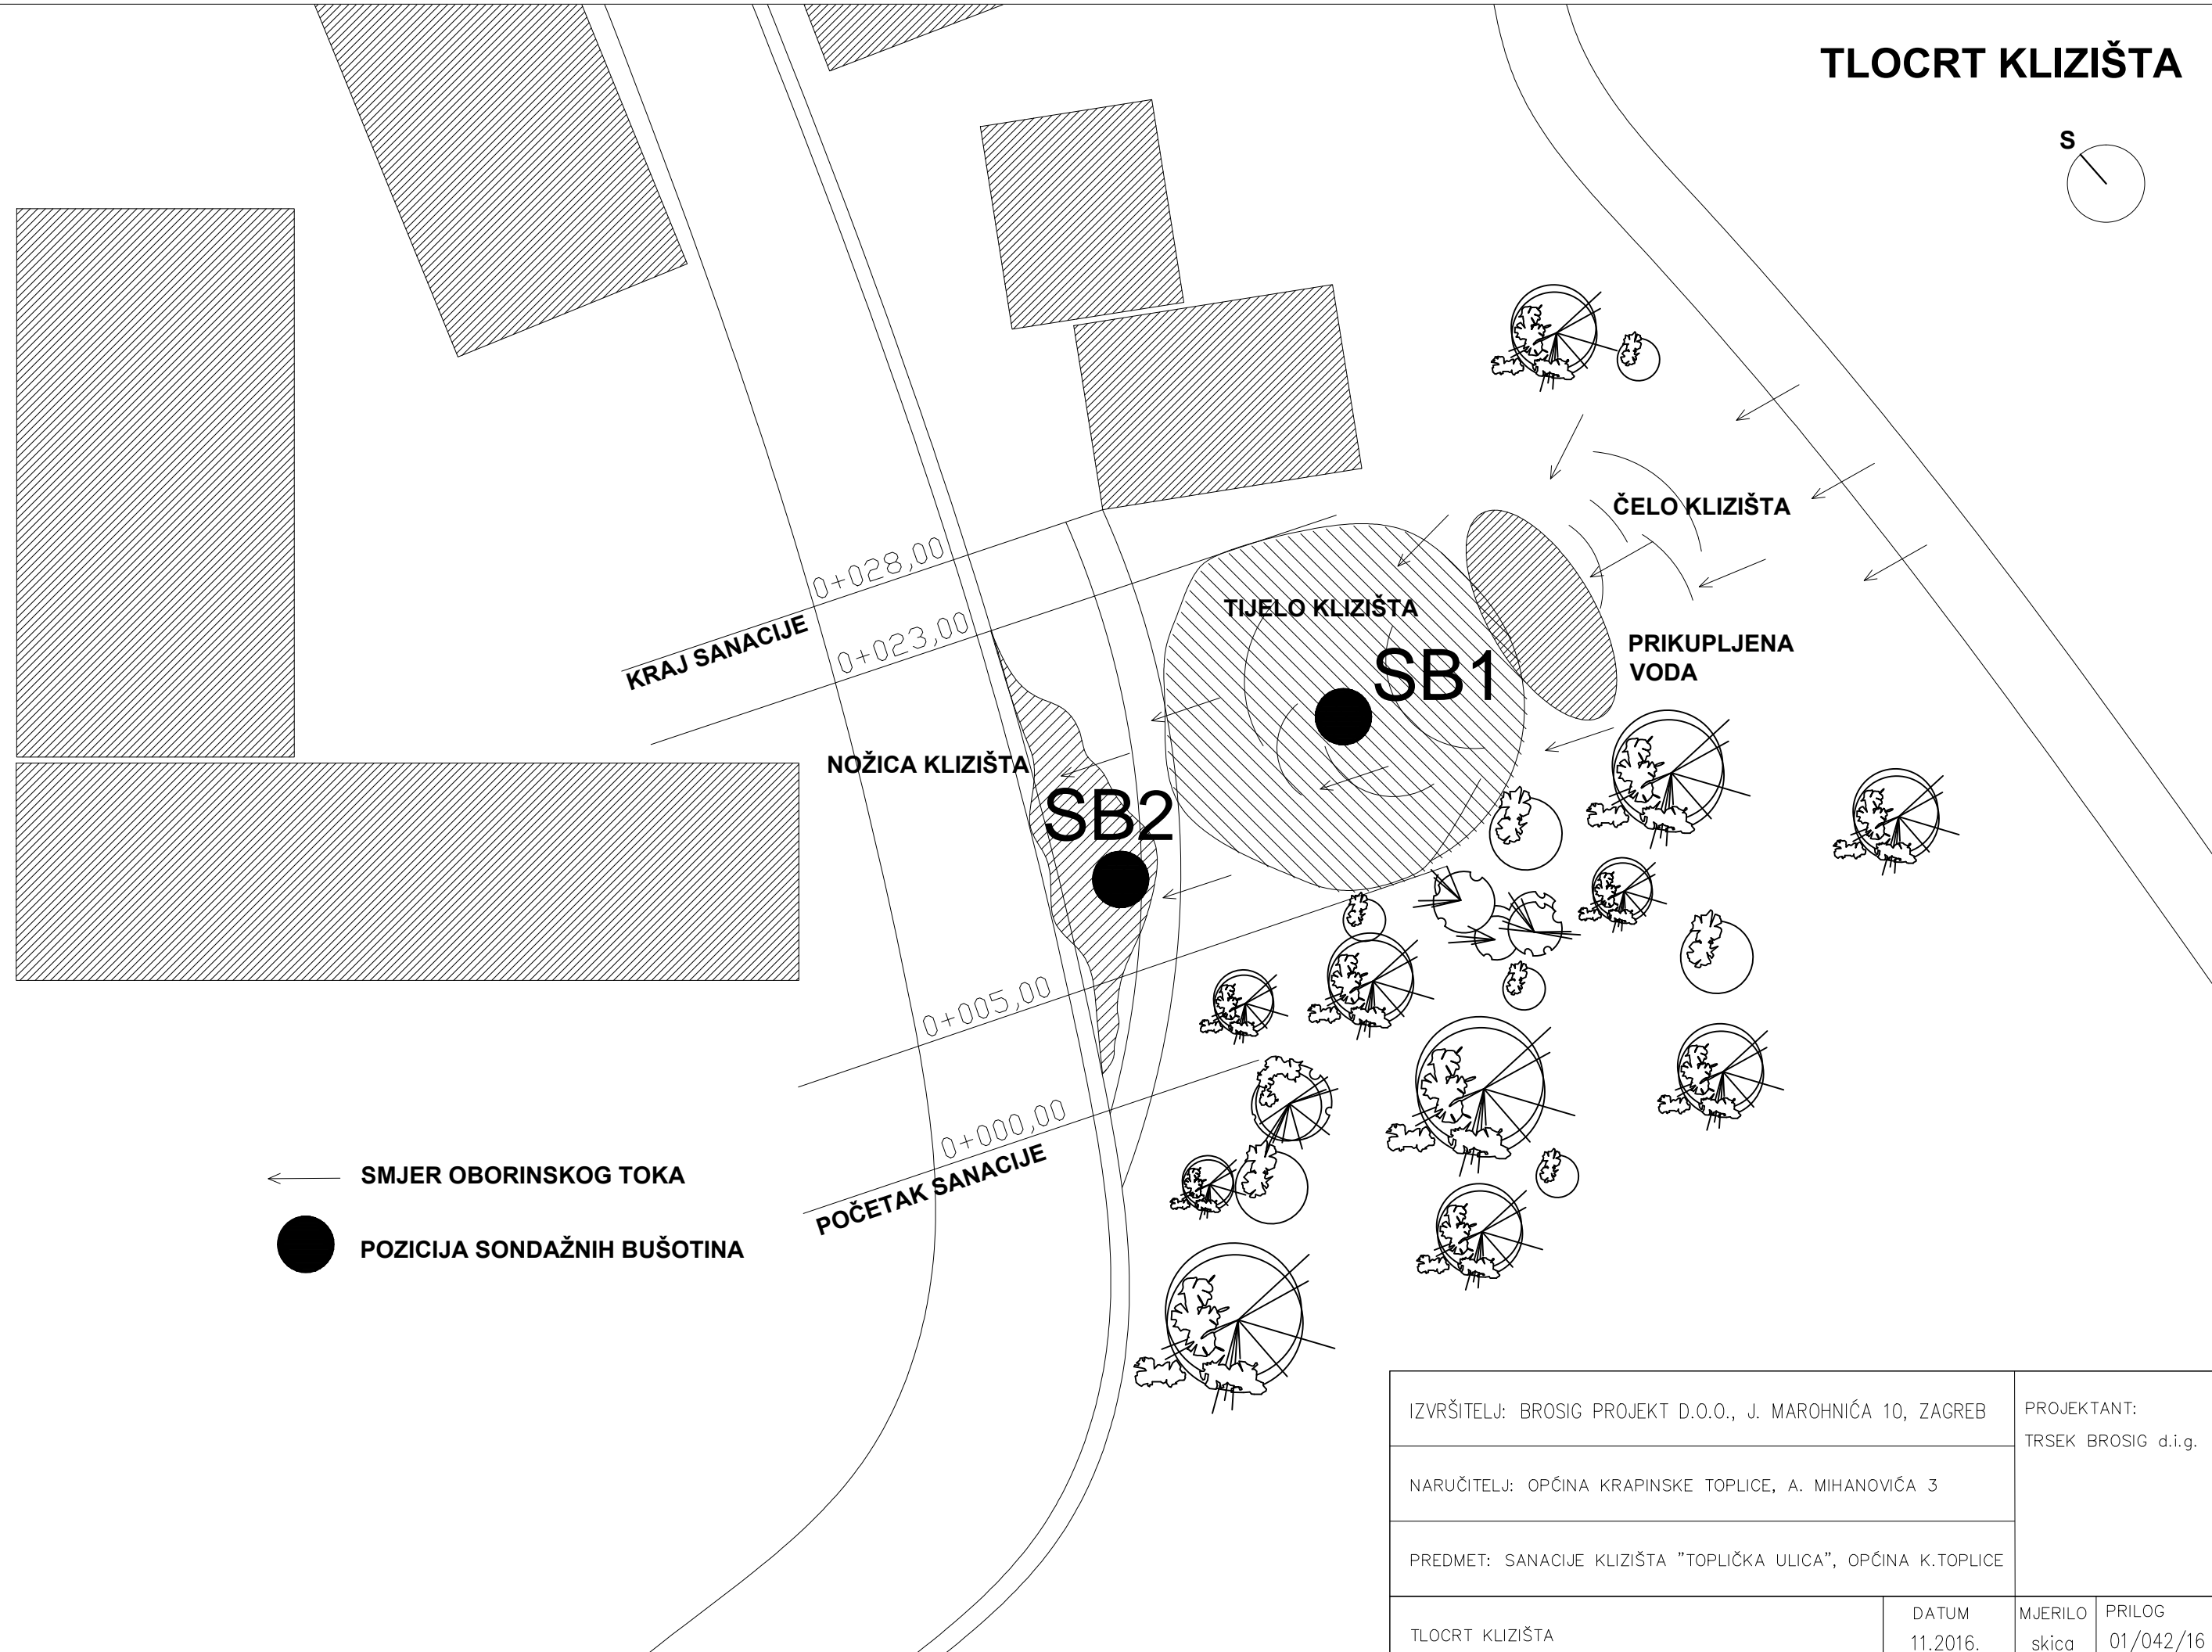 TLOCRT KLIZIŠTA
S
ČELO KLIZIŠTA
0+028,00
KRAJ SANACIJE
0+023,00
TIJELO KLIZIŠTA
PRIKUPLJENA
VODA
SB1
NOŽICA KLIZIŠTA
SB2
0+005,00
0+000,00
POČETAK SANACIJE
SMJER OBORINSKOG TOKA
POZICIJA SONDAŽNIH BUŠOTINA
IZVRŠITELJ: BROSIG PROJEKT D.O.O., J. MAROHNIĆA 10, ZAGREB
PROJEKTANT:
TRSEK BROSIG d.i.g.
NARUČITELJ: OPĆINA KRAPINSKE TOPLICE, A. MIHANOVIĆA 3
PREDMET: SANACIJE KLIZIŠTA "TOPLIČKA ULICA", OPĆINA K.TOPLICE
TLOCRT KLIZIŠTA
DATUM
11.2016.
MJERILO
skica
PRILOG
01/042/16